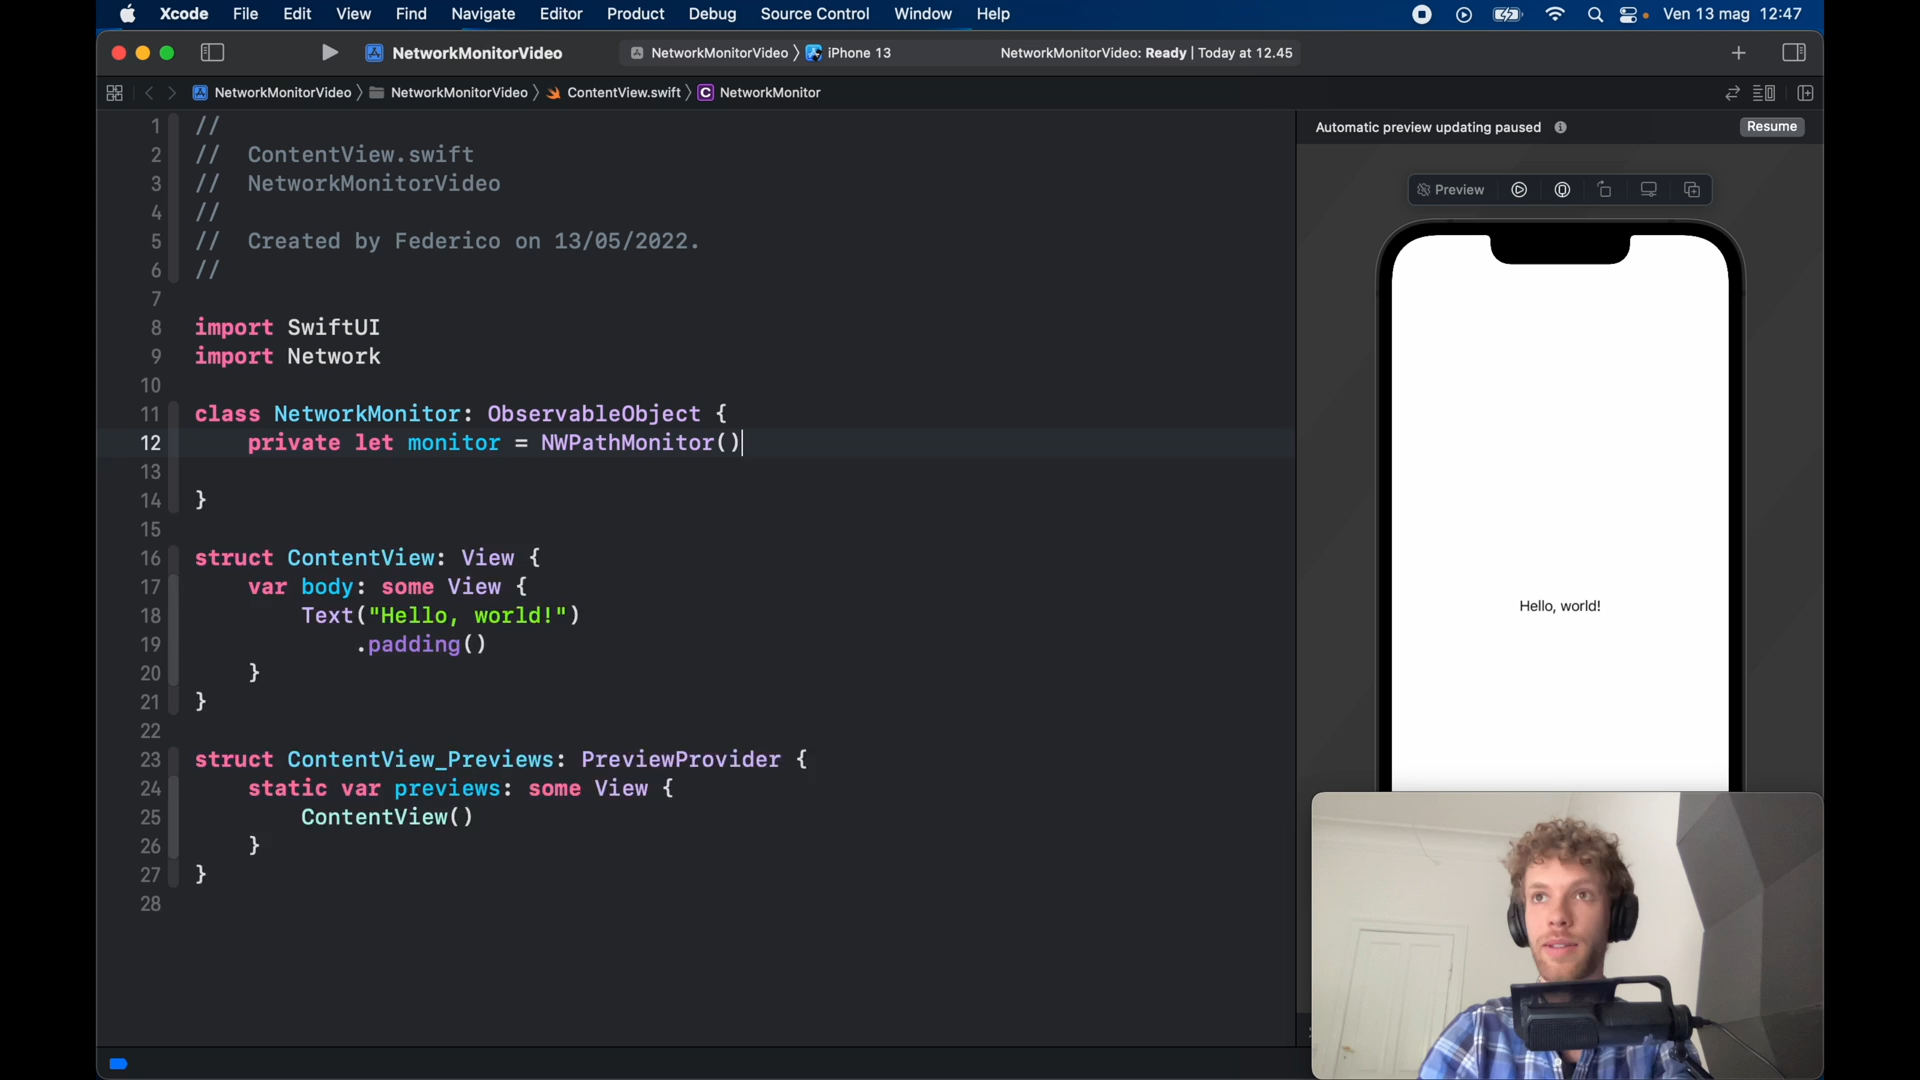 Xcode File Edit View Find Navigate Editor Product Debug Source Control Window Help Ven 13 mag 12:47
NetworkMonitorVideo NetworkMonitorVideo 〉 iPhone 13 NetworkMonitorVideo: Ready | Today at 12.45
NetworkMonitorVideo 〉 NetworkMonitorVideo 〉 ContentView.swift 〉 C NetworkMonitor
Automatic preview updating paused Resume
Preview
1 //
2 // ContentView.swift
3 // NetworkMonitorVideo
4 //
5 // Created by Federico on 13/05/2022.
6 //
7
8 import SwiftUI
9 import Network
10
11 class NetworkMonitor: ObservableObject {
12 private let monitor = NWPathMonitor()
13
14 }
15
16 struct ContentView: View {
17 var body: some View {
18 Text("Hello, world!")
19 .padding()
20 }
21 }
22
23 struct ContentView_Previews: PreviewProvider {
24 static var previews: some View {
25 ContentView()
26 }
27 }
28
Hello, world!